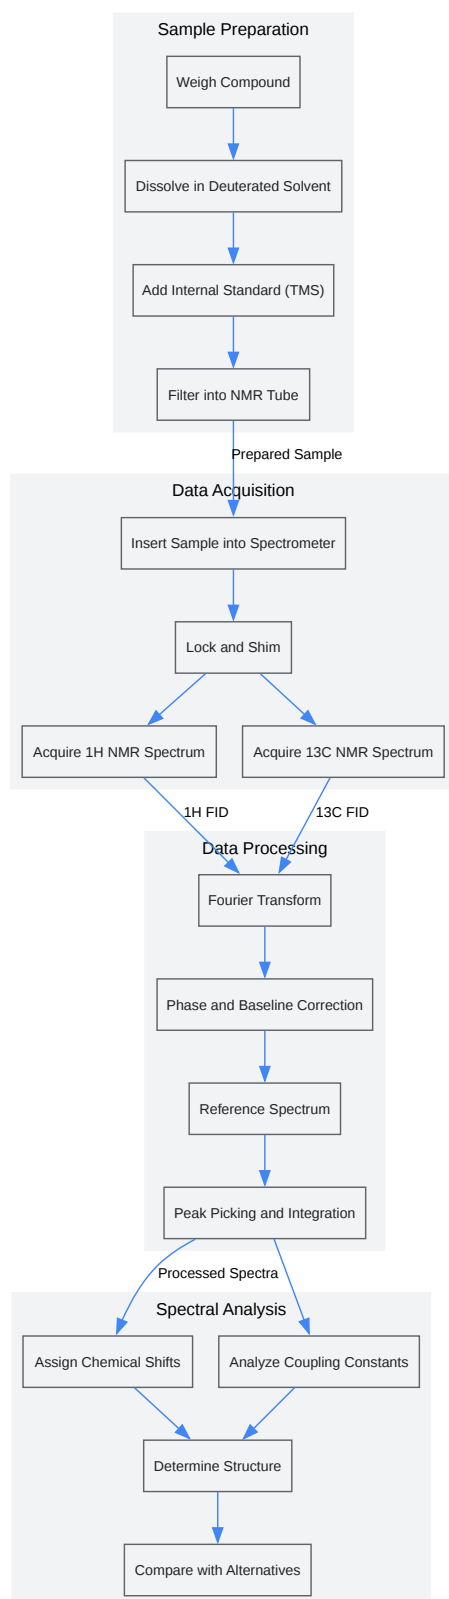 Sample Preparation
Weigh Compound
Dissolve in Deuterated Solvent
Add Internal Standard (TMS)
Filter into NMR Tube
Prepared Sample
Data Acquisition
Insert Sample into Spectrometer
Lock and Shim
Acquire 1H NMR Spectrum
Acquire 13C NMR Spectrum
1H FID
13C FID
Data Processing
Fourier Transform
Phase and Baseline Correction
Reference Spectrum
Peak Picking and Integration
Processed Spectra
Spectral Analysis
Assign Chemical Shifts
Analyze Coupling Constants
Determine Structure
Compare with Alternatives